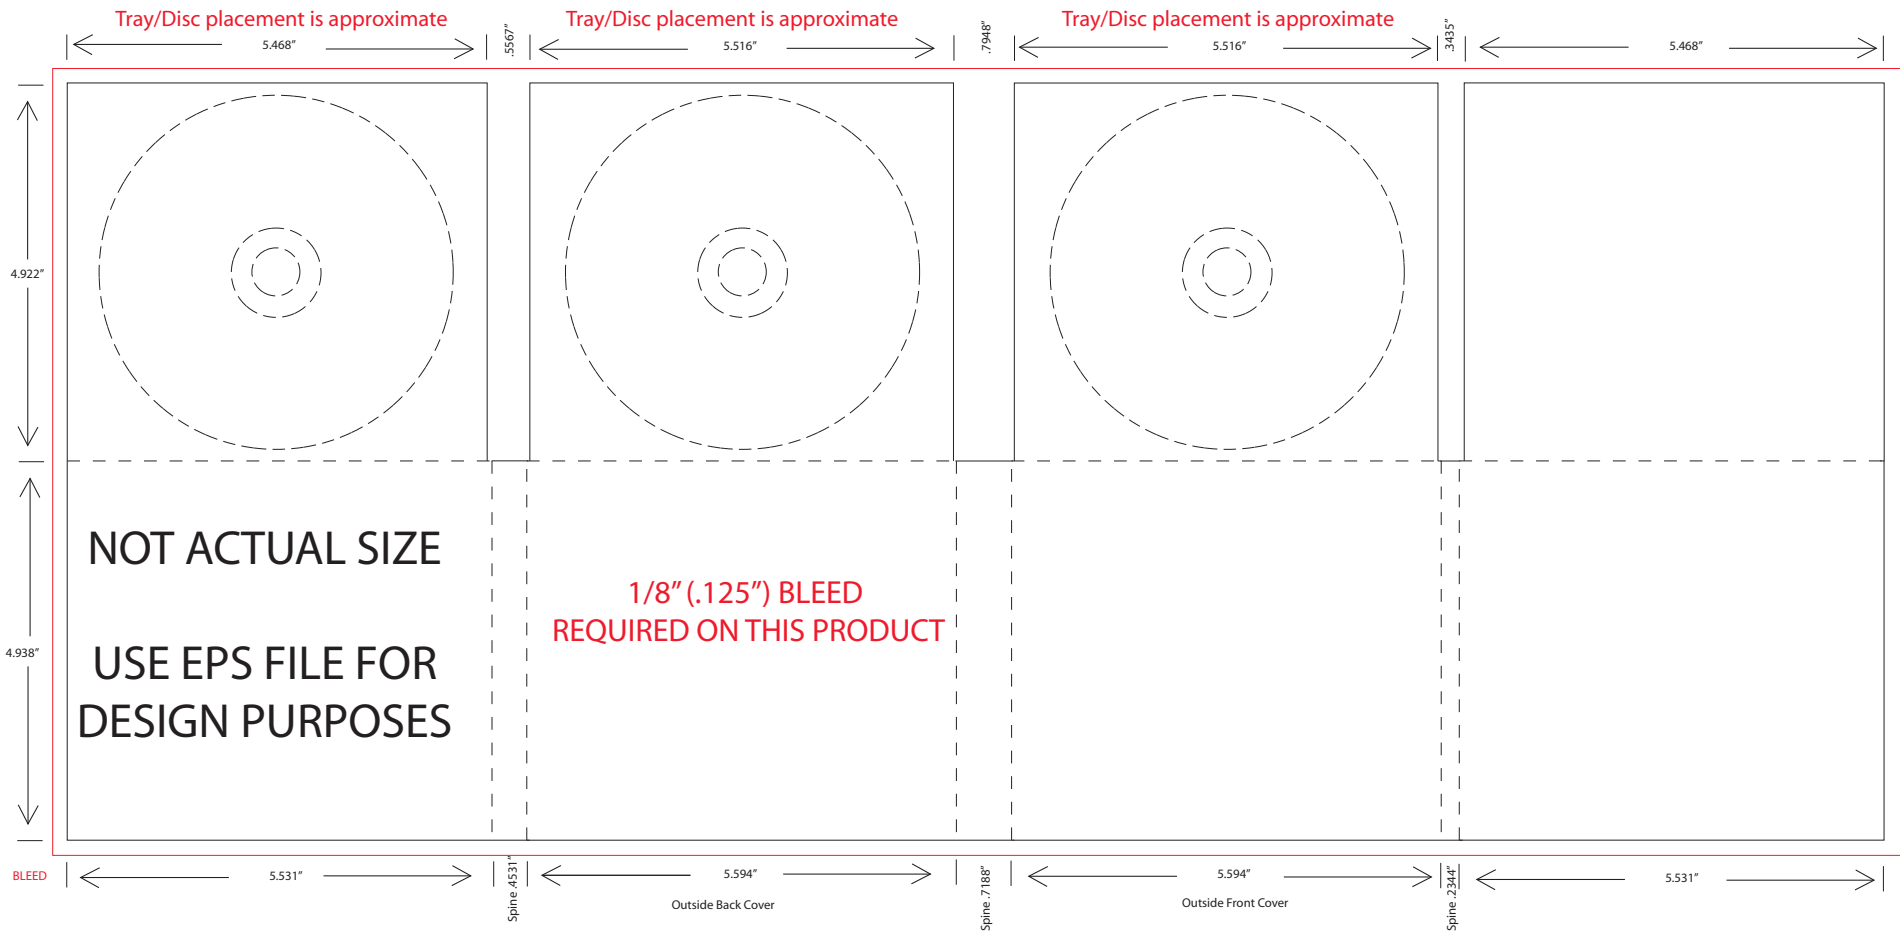 Tray/Disc placement is approximate
Tray/Disc placement is approximate
Tray/Disc placement is approximate
5.468”
.5567”
5.516”
.7948”
5.516”
.3435”
5.468”
4.922”
4.938”
NOT ACTUAL SIZE
USE EPS FILE FOR
DESIGN PURPOSES
1/8” (.125”) BLEED
REQUIRED ON THIS PRODUCT
BLEED
5.531”
Spine .4531”
5.594”
Outside Back Cover
Spine .7188”
5.594”
Outside Front Cover
Spine .2344”
5.531”